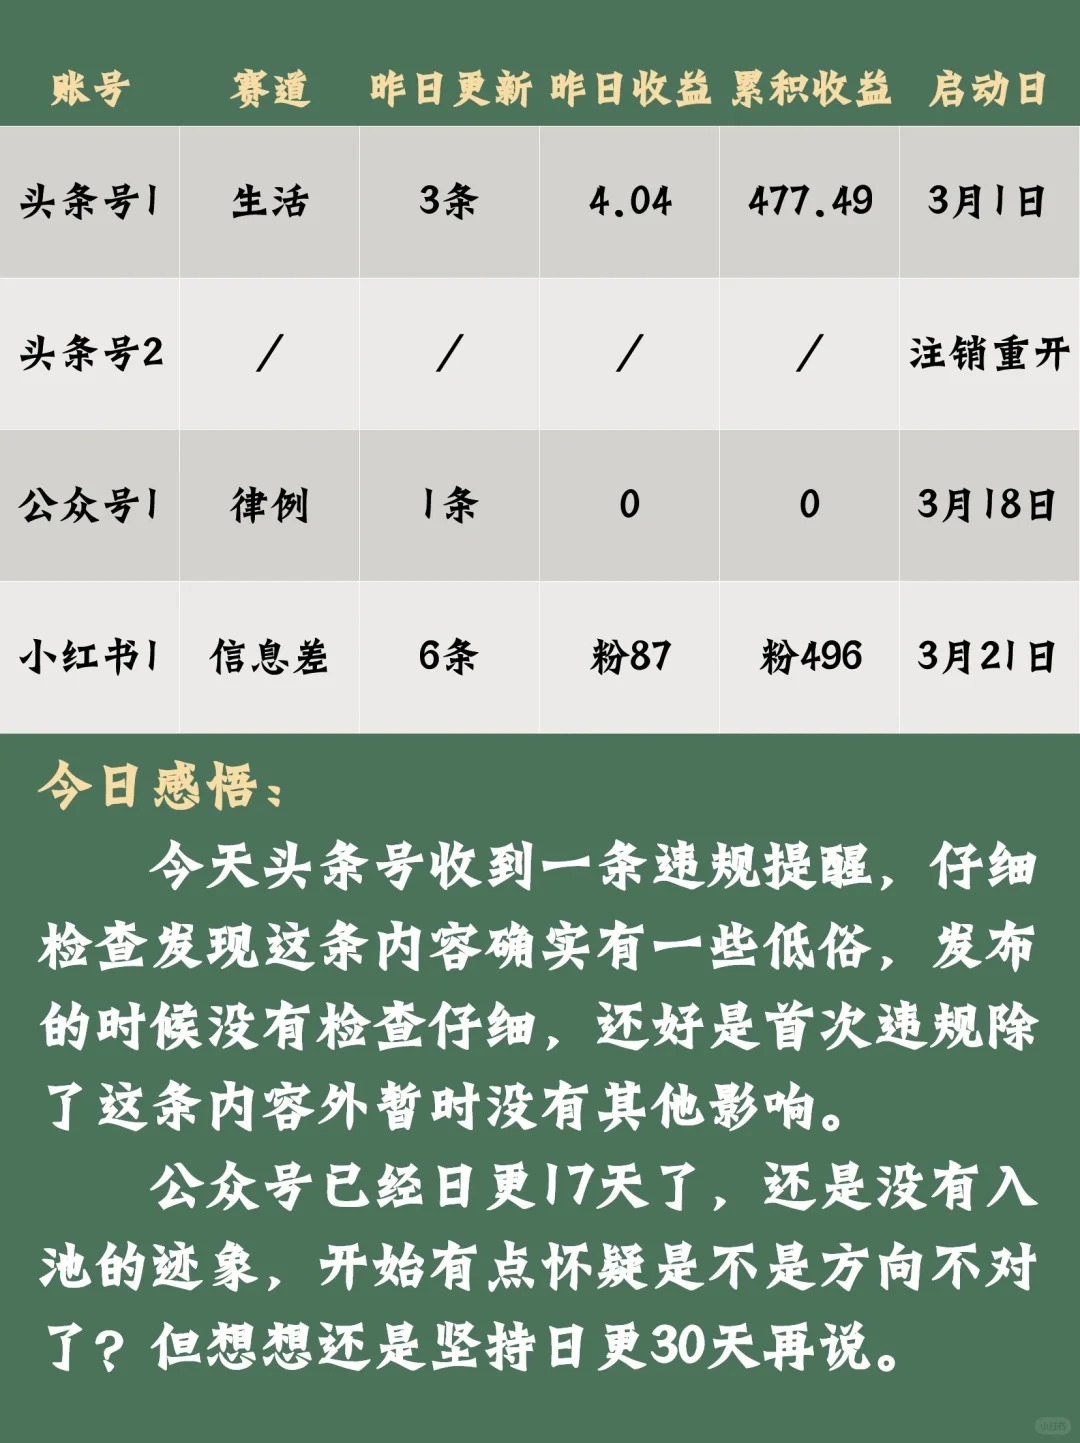 账号 赛道 昨日更新 昨日收益 累积收益 启动日
头条号1 生活 3条 4.04 477.49 3月1日
头条号2 / / / / 注销重开
公众号1 律例 1条 0 0 3月18日
小红书1 信息差 6条 粉87 粉496 3月21日
今日感悟：
今天头条号收到一条违规提醒，仔细
检查发现这条内容确实有一些低俗，发布
的时候没有检查仔细，还好是首次违规除
了这条内容外暂时没有其他影响。
公众号已经日更17天了，还是没有入
池的迹象，开始有点怀疑是不是方向不对
了？但想想还是坚持日更30天再说。
小红书